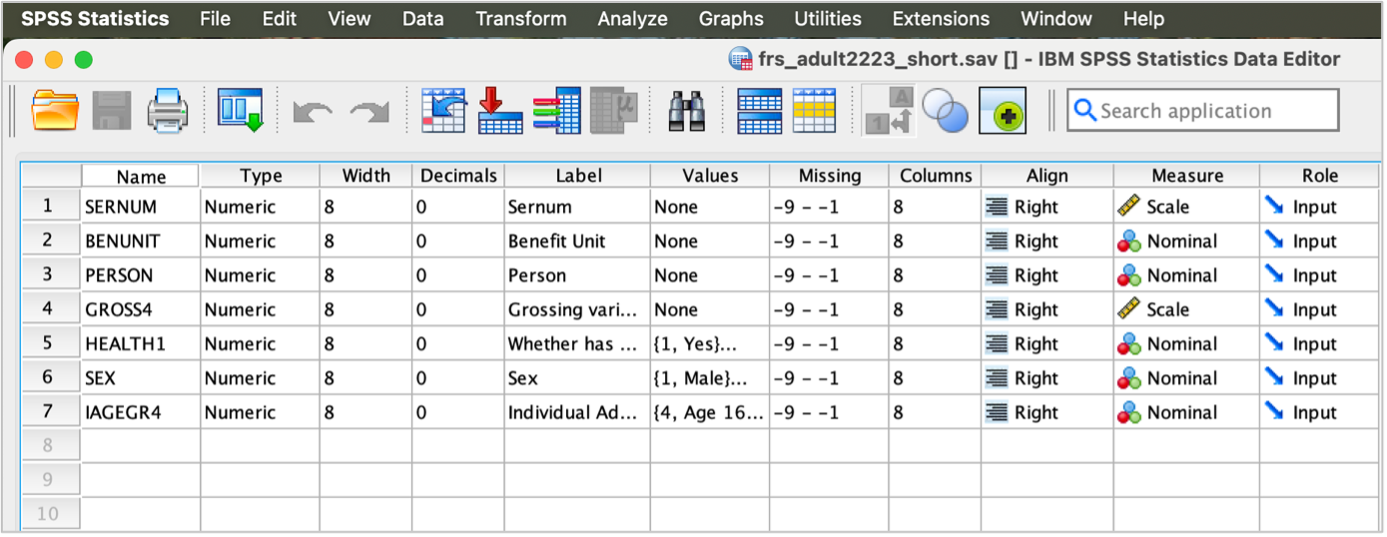 SPSS Statistics File Edit View Data Transform Analyze Graphs Utilities Extensions Window Help
frs_adult2223_short.sav [] - IBM SPSS Statistics Data Editor
A
1
μ
Search application
Name Type Width Decimals Label Values Missing Columns Align Measure Role
1 SERNUM Numeric 8 0 Sernum None -9 - -1 8 Right Scale Input
2 BENUNIT Numeric 8 0 Benefit Unit None -9 - -1 8 Right Nominal Input
3 PERSON Numeric 8 0 Person None -9 - -1 8 Right Nominal Input
4 GROSS4 Numeric 8 0 Grossing vari... None -9 - -1 8 Right Scale Input
5 HEALTH1 Numeric 8 0 Whether has ... {1, Yes}... -9 - -1 8 Right Nominal Input
6 SEX Numeric 8 0 Sex {1, Male}... -9 - -1 8 Right Nominal Input
7 IAGEGR4 Numeric 8 0 Individual Ad... {4, Age 16... -9 - -1 8 Right Nominal Input
8
9
10